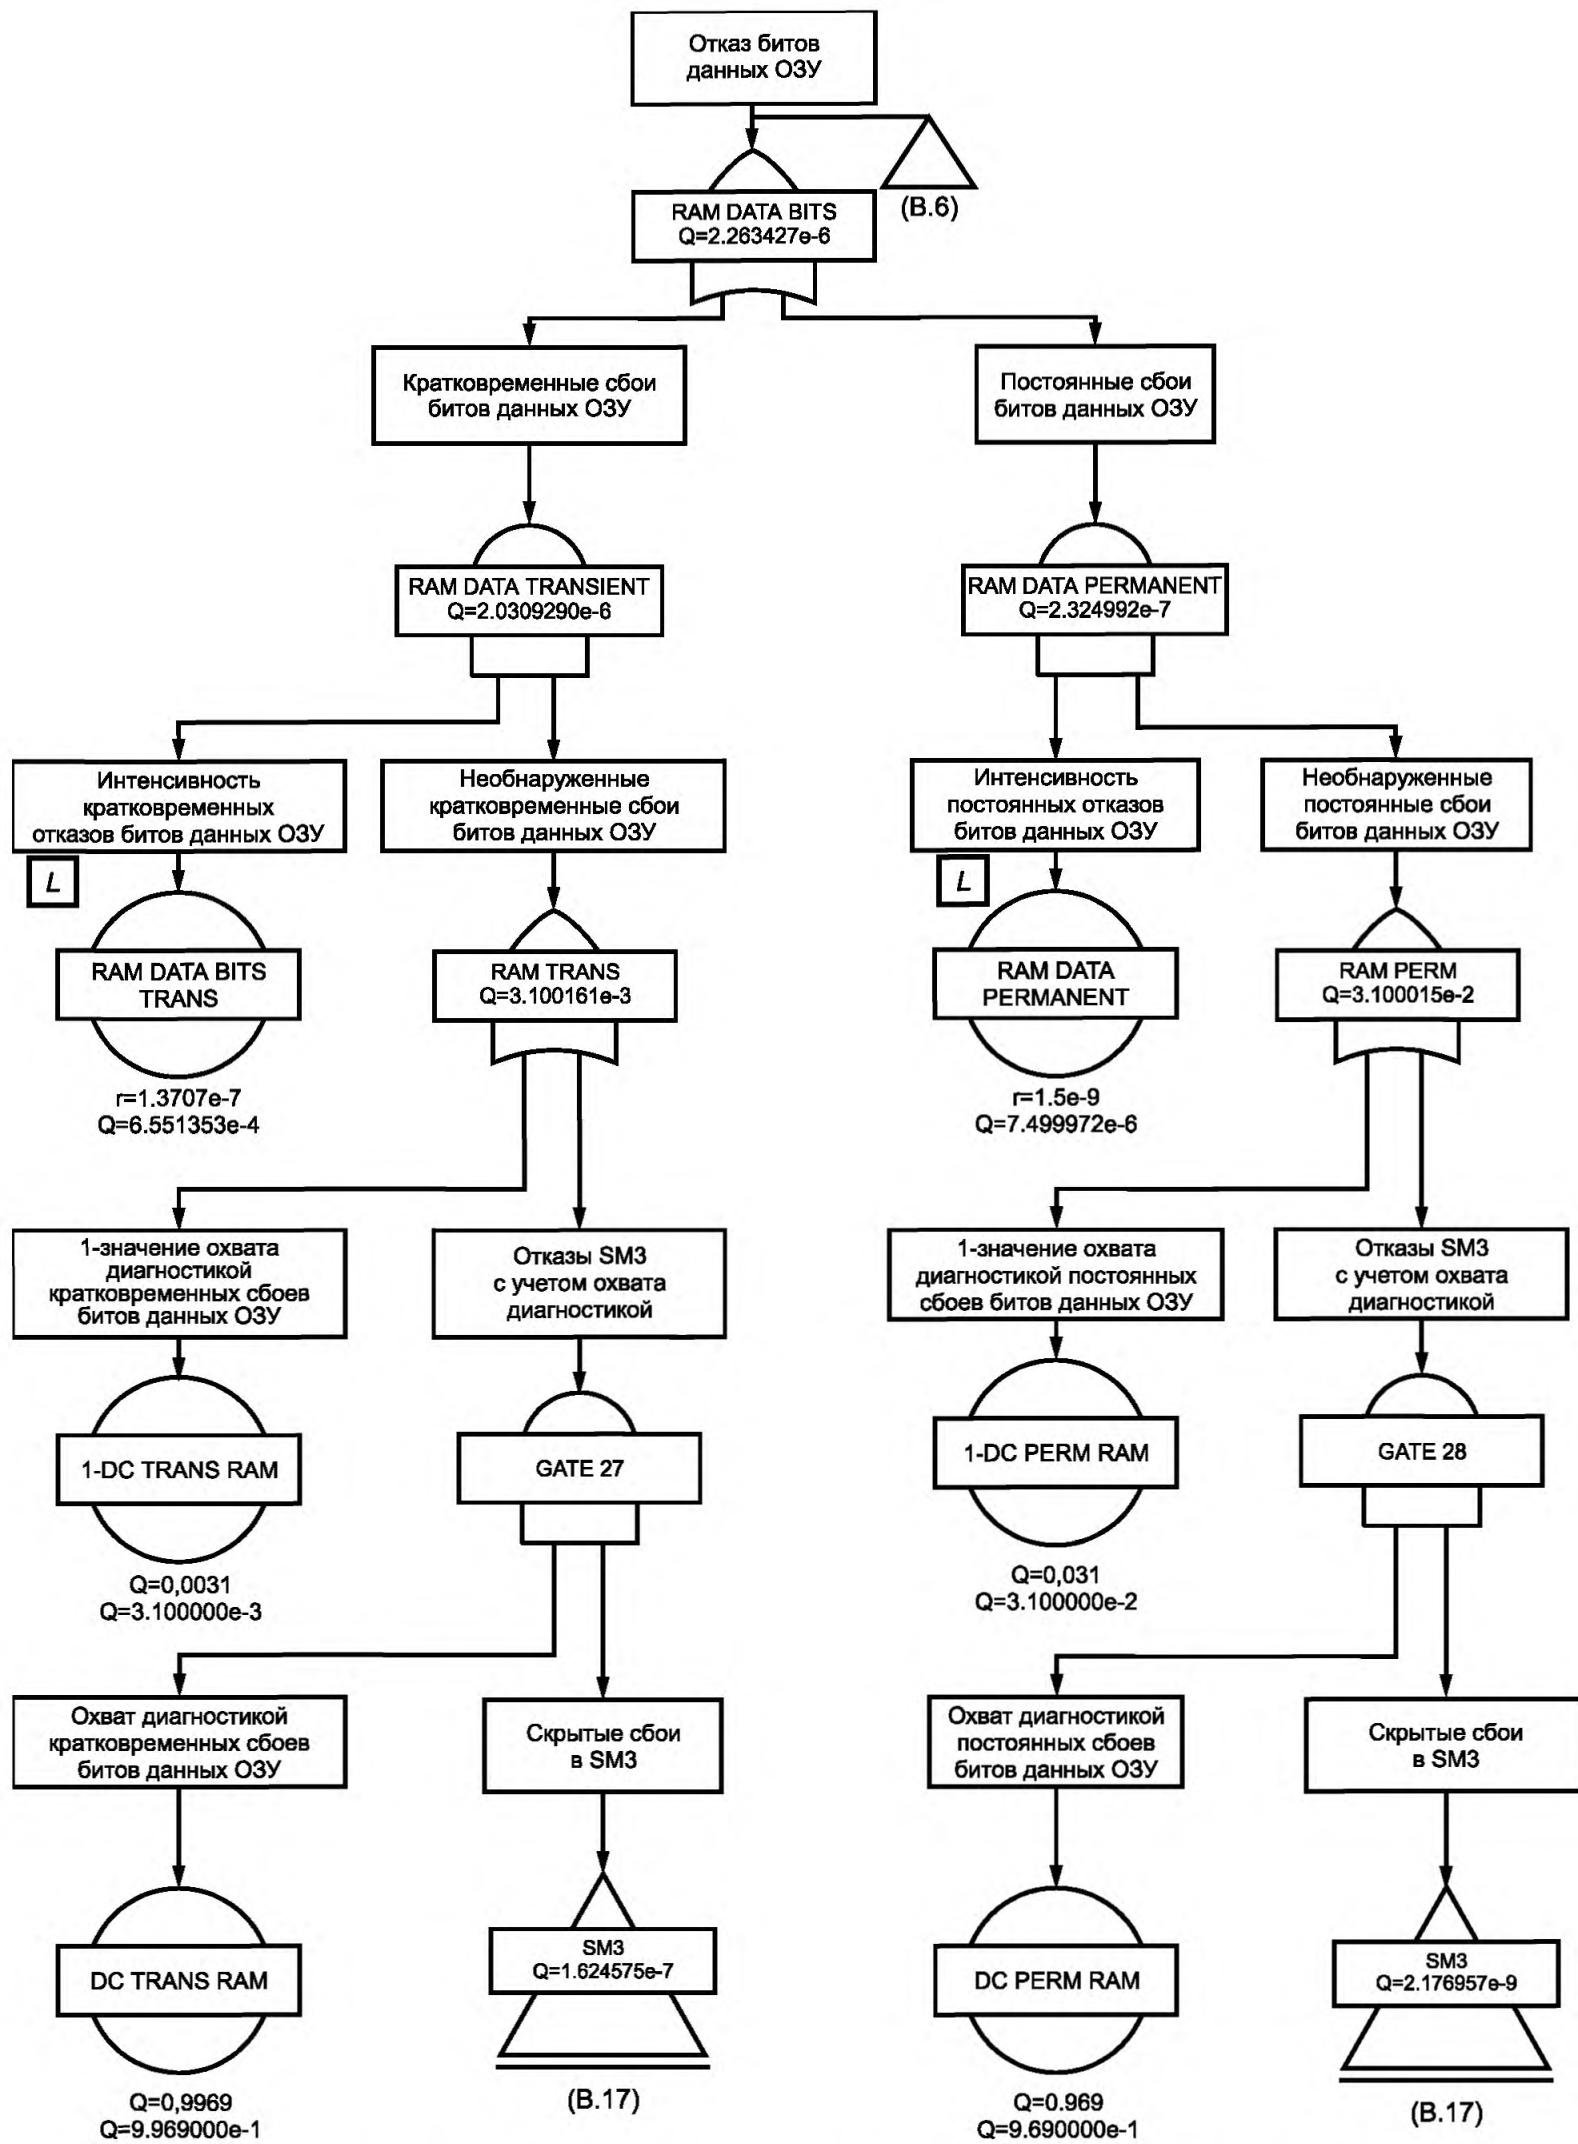 Отказ битов
данных ОЗУ
(B.6)
RAM DATA BITS
Q=2.263427e-6
Кратковременные сбои
битов данных ОЗУ
Постоянные сбои
битов данных ОЗУ
RAM DATA TRANSIENT
Q=2.0309290e-6
RAM DATA PERMANENT
Q=2.324992e-7
Интенсивность
кратковременных
отказов битов данных ОЗУ
Необнаруженные
кратковременные сбои
битов данных ОЗУ
Интенсивность
постоянных отказов
битов данных ОЗУ
Необнаруженные
постоянные сбои
битов данных ОЗУ
L
L
RAM DATA BITS
TRANS
r=1.3707e-7
Q=6.551353e-4
RAM TRANS
Q=3.100161e-3
RAM DATA
PERMANENT
r=1.5e-9
Q=7.499972e-6
RAM PERM
Q=3.100015e-2
1-значение охвата
диагностикой
кратковременных сбоев
битов данных ОЗУ
Отказы SM3
с учетом охвата
диагностикой
1-значение охвата
диагностикой постоянных
сбоев битов данных ОЗУ
Отказы SM3
с учетом охвата
диагностикой
1-DC TRANS RAM
Q=0,0031
Q=3.100000e-3
GATE 27
1-DC PERM RAM
Q=0,031
Q=3.100000e-2
GATE 28
Охват диагностикой
кратковременных сбоев
битов данных ОЗУ
Скрытые сбои
в SM3
Охват диагностикой
постоянных сбоев
битов данных ОЗУ
Скрытые сбои
в SM3
DC TRANS RAM
Q=0,9969
Q=9.969000e-1
SM3
Q=1.624575e-7
(B.17)
DC PERM RAM
Q=0.969
Q=9.690000e-1
SM3
Q=2.176957e-9
(B.17)